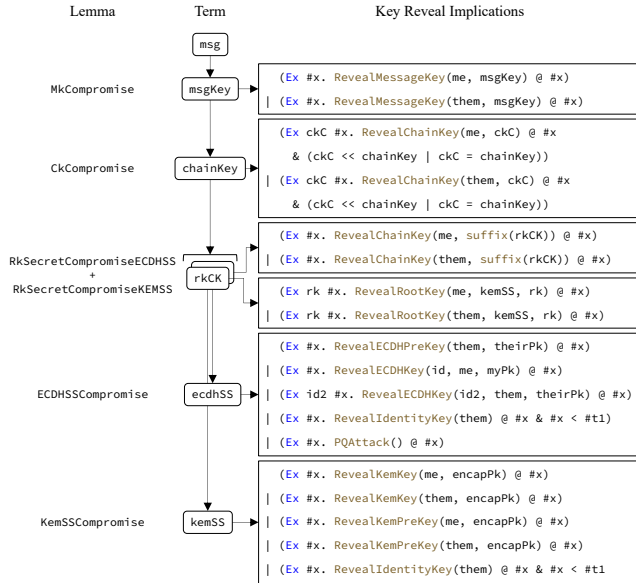 Lemma Term Key Reveal Implications
msg
MkCompromise msgKey
(Ex #x. RevealMessageKey(me, msgKey) @ #x)
| (Ex #x. RevealMessageKey(them, msgKey) @ #x)
CkCompromise chainKey
(Ex ckC #x. RevealChainKey(me, ckC) @ #x
& (ckC << chainKey | ckC = chainKey))
| (Ex ckC #x. RevealChainKey(them, ckC) @ #x
& (ckC << chainKey | ckC = chainKey))
RkSecretCompromiseECDHSS
+
RkSecretCompromiseKEMSS
rkCK
(Ex #x. RevealChainKey(me, suffix(rkCK)) @ #x)
| (Ex #x. RevealChainKey(them, suffix(rkCK)) @ #x)
(Ex rk #x. RevealRootKey(me, kemSS, rk) @ #x)
| (Ex rk #x. RevealRootKey(them, kemSS, rk) @ #x)
ECDHSSCompromise ecdhSS
(Ex #x. RevealECDHPreKey(them, theirPk) @ #x)
| (Ex #x. RevealECDHKey(id, me, myPk) @ #x)
| (Ex id2 #x. RevealECDHKey(id2, them, theirPk) @ #x)
| (Ex #x. RevealIdentityKey(them) @ #x & #x < #t1)
| (Ex #x. PQAttack() @ #x)
KemSSCompromise kemSS
(Ex #x. RevealKemKey(me, encapPk) @ #x)
| (Ex #x. RevealKemKey(them, encapPk) @ #x)
| (Ex #x. RevealKemPreKey(me, encapPk) @ #x)
| (Ex #x. RevealKemPreKey(them, encapPk) @ #x)
| (Ex #x. RevealIdentityKey(them) @ #x & #x < #t1